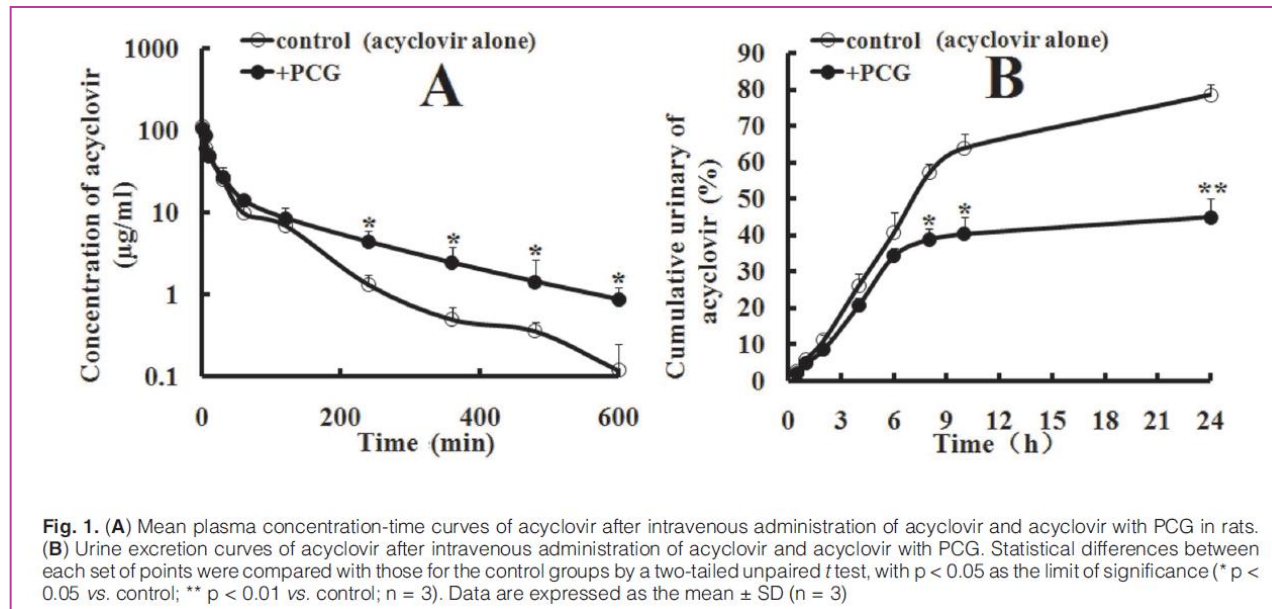 control (acyclovir alone)
+PCG
A
Concentration of acyclovir
(µg/ml)
1000
100
10
1
0.1
*
*
*
*
0
200
400
600
Time (min)
control (acyclovir alone)
+PCG
B
Cumulative urinary of
acyclovir (%)
90
80
70
60
50
40
30
20
10
0
*
*
**
0
3
6
9
12
15
18
21
24
Time (h)
Fig. 1. (A) Mean plasma concentration-time curves of acyclovir after intravenous administration of acyclovir and acyclovir with PCG in rats.
(B) Urine excretion curves of acyclovir after intravenous administration of acyclovir and acyclovir with PCG. Statistical differences between
each set of points were compared with those for the control groups by a two-tailed unpaired t test, with p < 0.05 as the limit of significance (* p <
0.05 vs. control; ** p < 0.01 vs. control; n = 3). Data are expressed as the mean ± SD (n = 3)